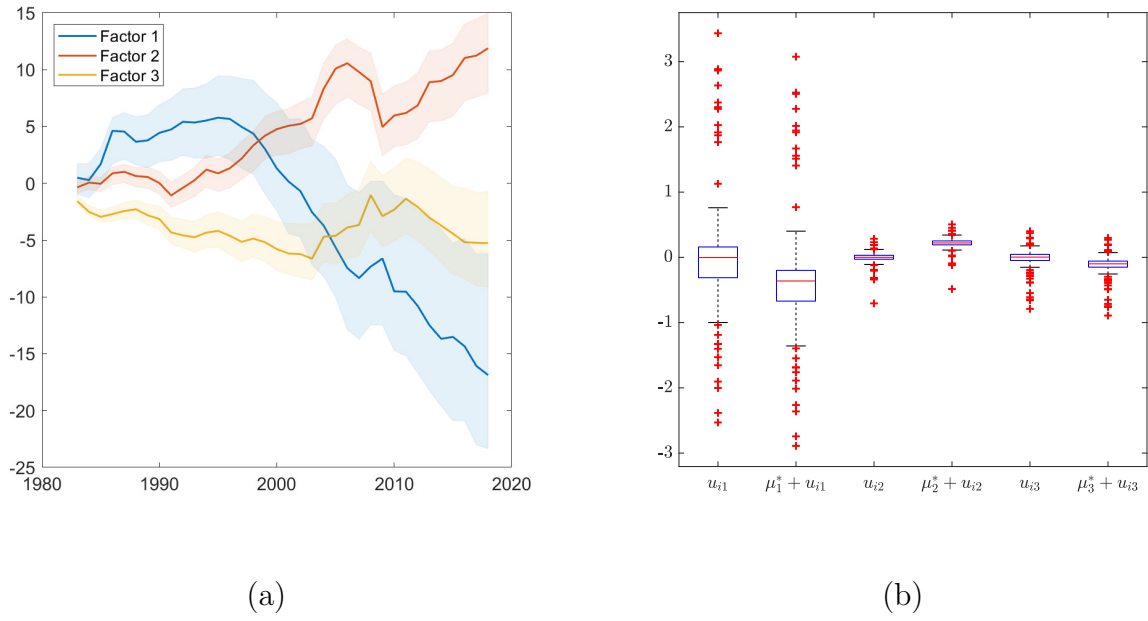 15
10
5
0
-5
-10
-15
-20
-25
1980
1990
2000
2010
2020
Factor 1
Factor 2
Factor 3
(a)
3
2
1
0
-1
-2
-3
u_{i1}
μ_1^* + u_{i1}
u_{i2}
μ_2^* + u_{i2}
u_{i3}
μ_3^* + u_{i3}
(b)